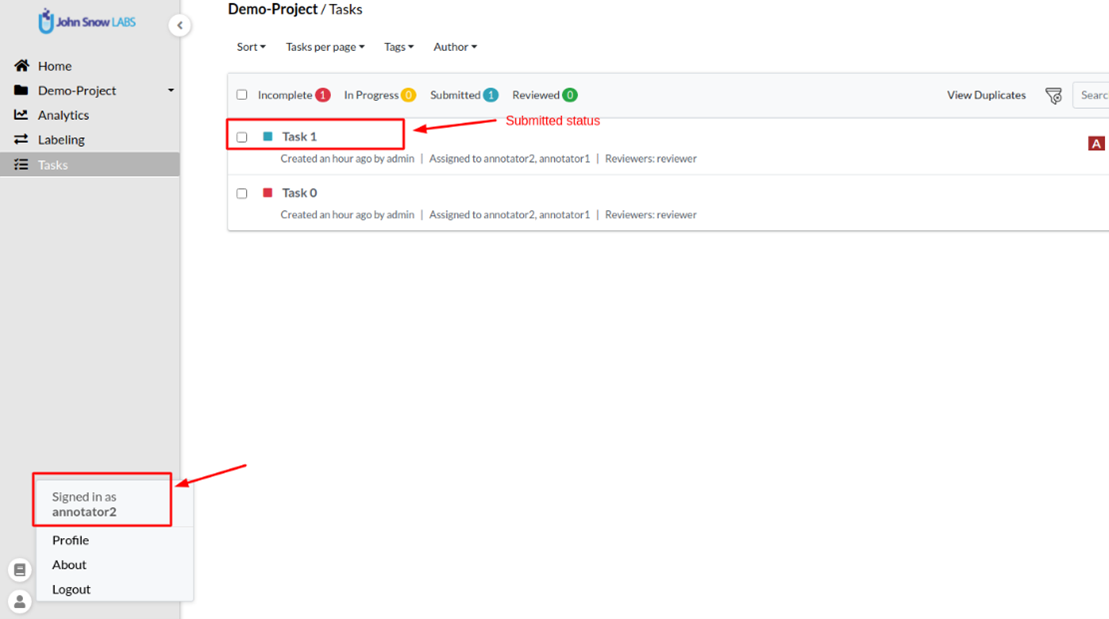 John Snow LABS
Demo-Project / Tasks
Sort Tasks per page Tags Author
Home
Demo-Project
Analytics
Labeling
Tasks
Incomplete 1 In Progress 0 Submitted 1 Reviewed 0 View Duplicates Searc
Submitted status
Task 1
Created an hour ago by admin | Assigned to annotator2, annotator1 | Reviewers: reviewer
A
Task 0
Created an hour ago by admin | Assigned to annotator2, annotator1 | Reviewers: reviewer
Signed in as
annotator2
Profile
About
Logout